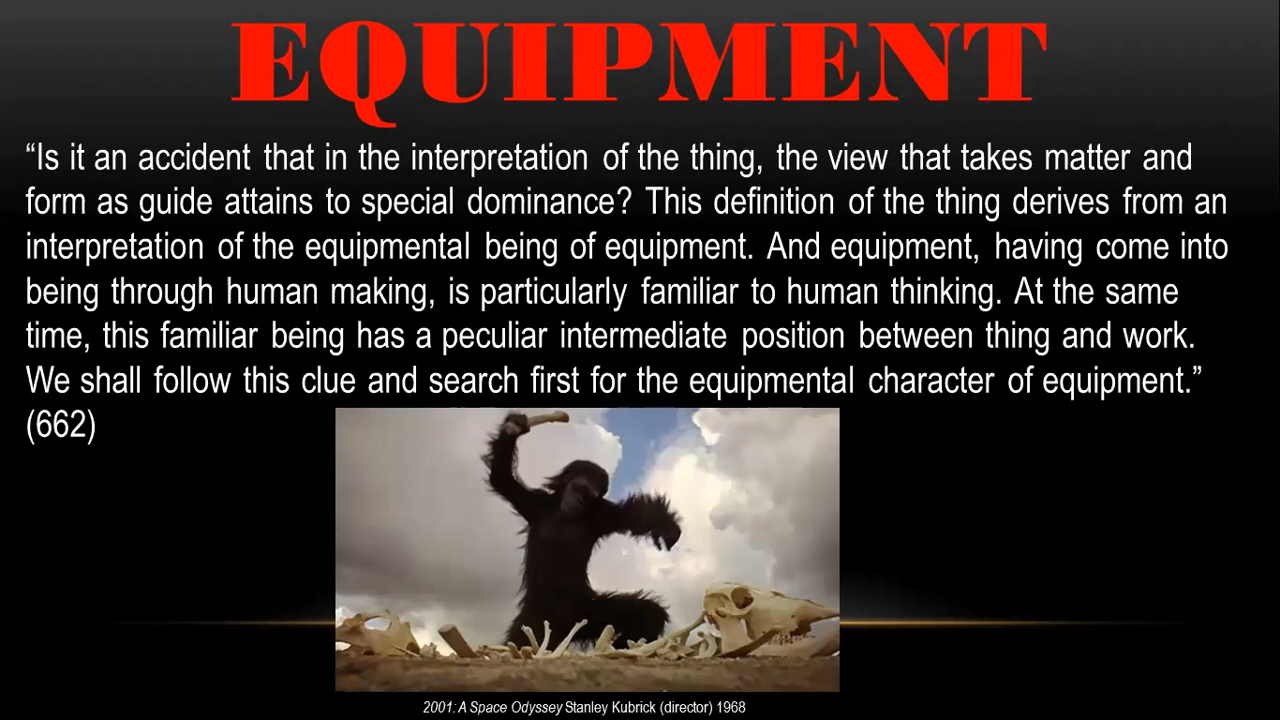 EQUIPMENT
“Is it an accident that in the interpretation of the thing, the view that takes matter and
form as guide attains to special dominance? This definition of the thing derives from an
interpretation of the equipmental being of equipment. And equipment, having come into
being through human making, is particularly familiar to human thinking. At the same
time, this familiar being has a peculiar intermediate position between thing and work.
We shall follow this clue and search first for the equipmental character of equipment.”
(662)
2001: A Space Odyssey Stanley Kubrick (director) 1968